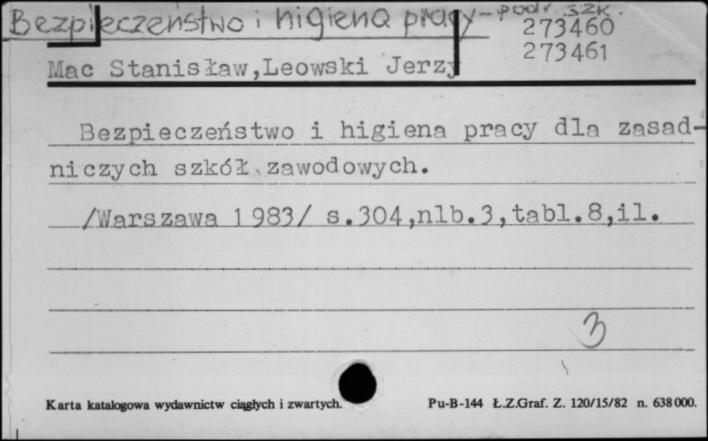 Bezpieczeństwo i higiena pracy - podr. szk.
273460
273461
Mac Stanisław,Leowski Jerzy
Bezpieczeństwo i higiena pracy dla zasad-
niczych szkół zawodowych.
/Warszawa 1983/ s.304,nlb.3,tabl.8,il.
3
Karta katalogowa wydawnictw ciągłych i zwartych. Pu-B-144 Ł.Z.Graf. Z. 120/15/82 n. 638000.